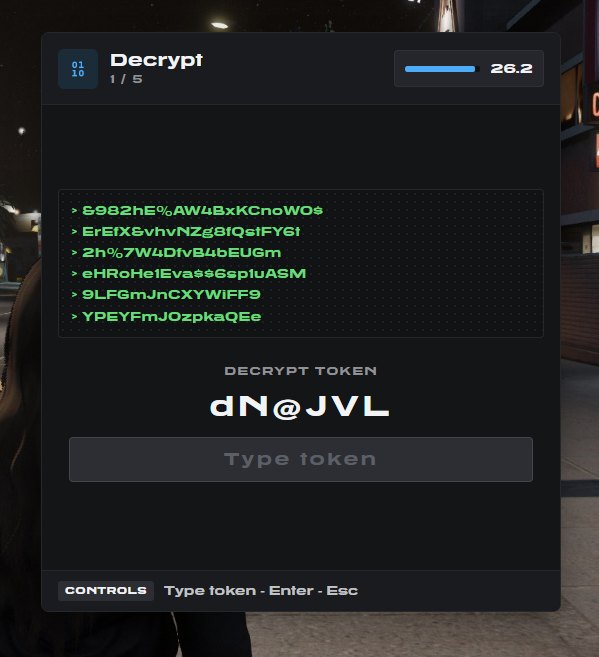 01
10
Decrypt
1 / 5
26.2
> &982hE%AW4BxKCnoWO$
> ErEfX&vhvNZg8fQstFY6t
> 2h%7W4DfvB4bEUGm
> eHRoHe1Eva$$6sp1uASM
> 9LFGmJnCXYWiFF9
> YPEYFmJOzpkaQEe
DECRYPT TOKEN
dN@JVL
Type token
CONTROLS Type token - Enter - Esc